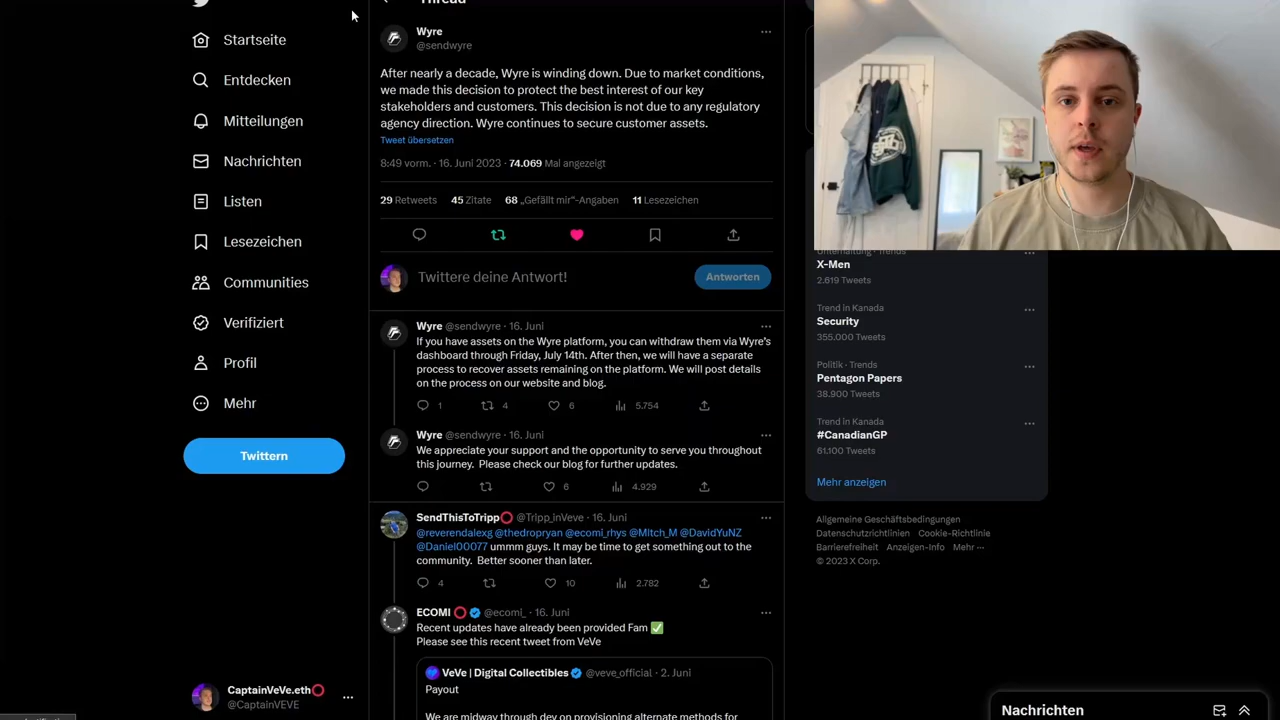 Thread
Startseite
Entdecken
Mitteilungen
Nachrichten
Listen
Lesezeichen
Communities
Verifiziert
Profil
Mehr
Twittern
CaptainVeVe.eth⭕
@CaptainVEVE
Wyre
@sendwyre
After nearly a decade, Wyre is winding down. Due to market conditions,
we made this decision to protect the best interest of our key
stakeholders and customers. This decision is not due to any regulatory
agency direction. Wyre continues to secure customer assets.
Tweet übersetzen
8:49 vorm. · 16. Juni 2023 · 74.069 Mal angezeigt
29 Retweets 45 Zitate 68 „Gefällt mir“-Angaben 11 Lesezeichen
Twittere deine Antwort! Antworten
Wyre @sendwyre · 16. Juni
If you have assets on the Wyre platform, you can withdraw them via Wyre's
dashboard through Friday, July 14th. After then, we will have a separate
process to recover assets remaining on the platform. We will post details
on the process on our website and blog.
1 4 6 5.754
Wyre @sendwyre · 16. Juni
We appreciate your support and the opportunity to serve you throughout
this journey. Please check our blog for further updates.
6 4.929
SendThisToTripp⭕ @Tripp_inVeve · 16. Juni
@reverendalexg @thedropryan @ecomi_rhys @Mitch_M @DavidYuNZ
@Daniel00077 ummm guys. It may be time to get something out to the
community. Better sooner than later.
4 10 2.782
ECOMI ⭕ @ecomi_ · 16. Juni
Recent updates have already been provided Fam ✅
Please see this recent tweet from VeVe
VeVe | Digital Collectibles @veve_official · 2. Juni
Payout
We are midway through dev on provisioning alternate methods for
Unterhaltung · Trends
X-Men
2.619 Tweets
Trend in Kanada
Security
355.000 Tweets
Politik · Trends
Pentagon Papers
38.900 Tweets
Trend in Kanada
#CanadianGP
61.100 Tweets
Mehr anzeigen
Allgemeine Geschäftsbedingungen
Datenschutzrichtlinien Cookie-Richtlinie
Barrierefreiheit Anzeigen-Info Mehr ···
© 2023 X Corp.
Nachrichten